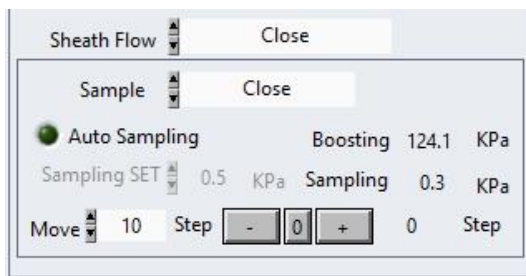 Sheath Flow Close
Sample Close
Auto Sampling Boosting 124.1 KPa
Sampling SET 0.5 KPa Sampling 0.3 KPa
Move 10 Step - 0 + 0 Step